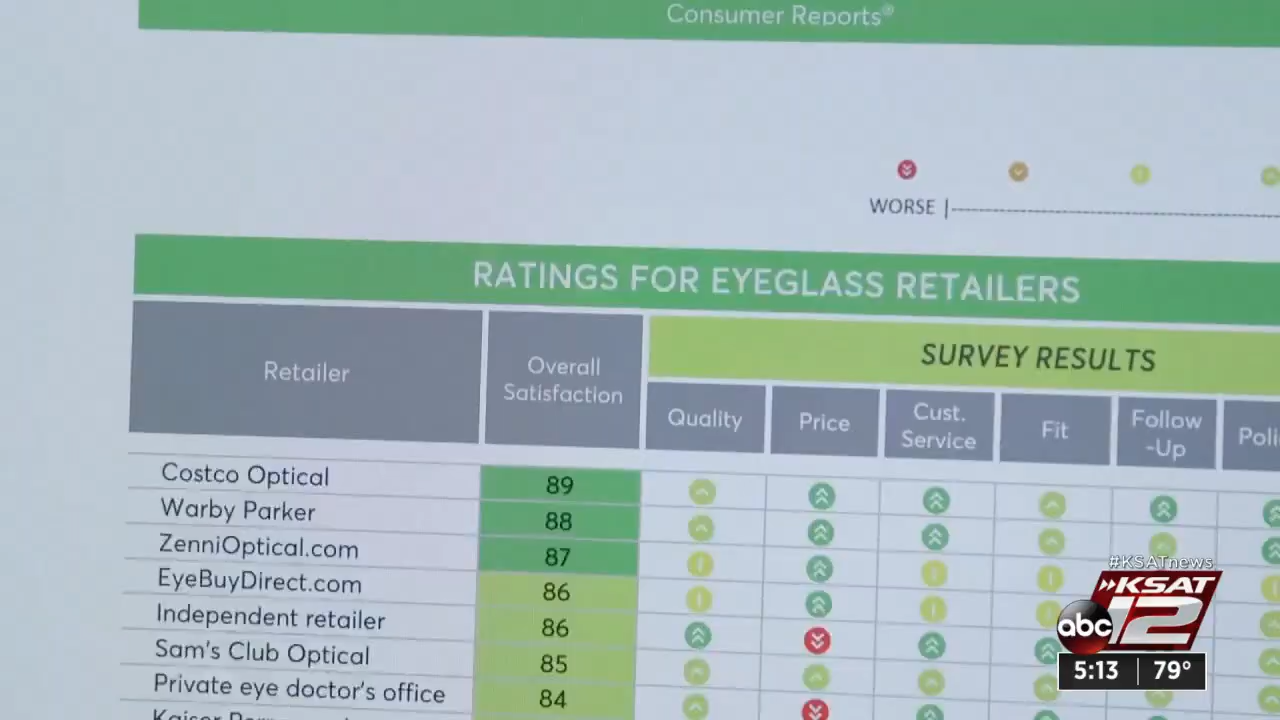 Consumer Reports®
WORSE
RATINGS FOR EYEGLASS RETAILERS
Retailer
Overall
Satisfaction
SURVEY RESULTS
Quality
Price
Cust.
Service
Fit
Follow
-Up
Costco Optical 89
Warby Parker 88
ZenniOptical.com 87
EyeBuyDirect.com 86
Independent retailer 86
Sam's Club Optical 85
Private eye doctor's office 84
#KSATnews
KSAT
abc 12
5:13 79°